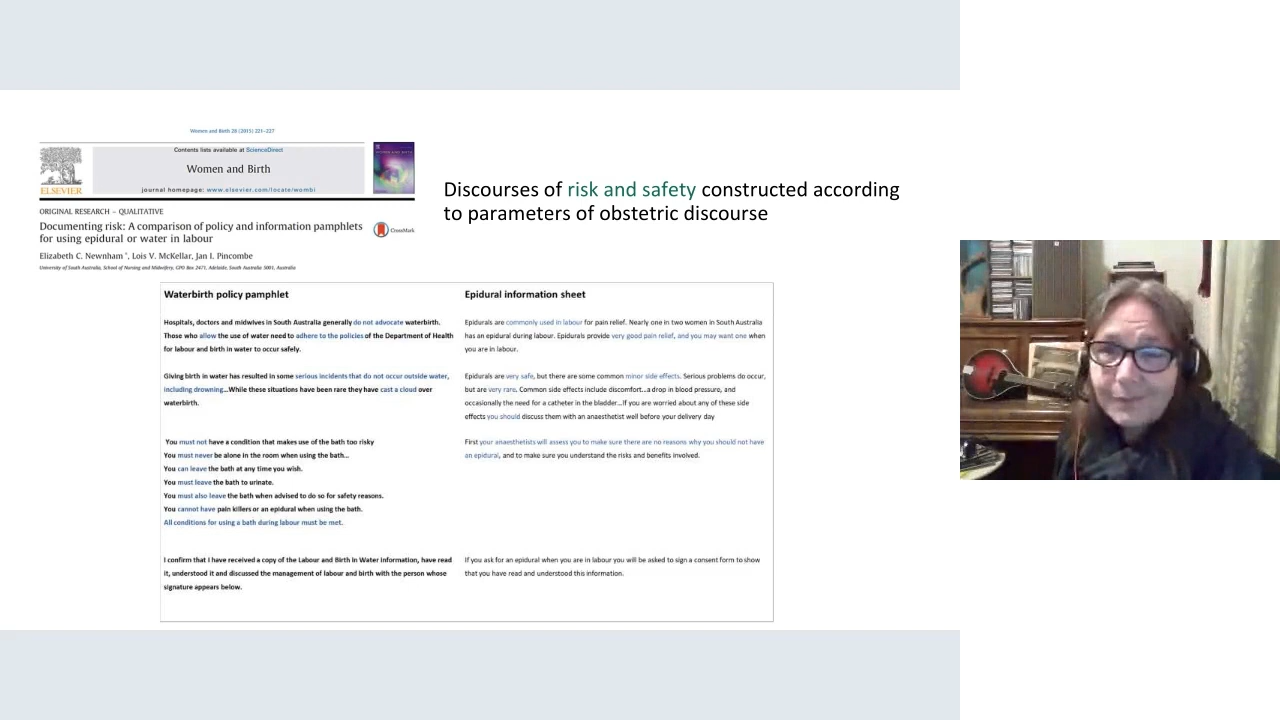 Women and Birth 28 (2015) 221–227
Contents lists available at ScienceDirect
Women and Birth
journal homepage: www.elsevier.com/locate/wombi
ELSEVIER
ORIGINAL RESEARCH – QUALITATIVE
Documenting risk: A comparison of policy and information pamphlets
for using epidural or water in labour
CrossMark
Elizabeth C. Newnham *, Lois V. McKellar, Jan I. Pincombe
University of South Australia, School of Nursing and Midwifery, GPO Box 2471, Adelaide, South Australia 5001, Australia
Discourses of risk and safety constructed according
to parameters of obstetric discourse
Waterbirth policy pamphlet
Hospitals, doctors and midwives in South Australia generally do not advocate waterbirth.
Those who allow the use of water need to adhere to the policies of the Department of Health
for labour and birth in water to occur safely.
Giving birth in water has resulted in some serious incidents that do not occur outside water,
including drowning...While these situations have been rare they have cast a cloud over
waterbirth.
You must not have a condition that makes use of the bath too risky
You must never be alone in the room when using the bath...
You can leave the bath at any time you wish.
You must leave the bath to urinate.
You must also leave the bath when advised to do so for safety reasons.
You cannot have pain killers or an epidural when using the bath.
All conditions for using a bath during labour must be met.
I confirm that I have received a copy of the Labour and Birth in Water information, have read
it, understood it and discussed the management of labour and birth with the person whose
signature appears below.
Epidural information sheet
Epidurals are commonly used in labour for pain relief. Nearly one in two women in South Australia
has an epidural during labour. Epidurals provide very good pain relief, and you may want one when
you are in labour.
Epidurals are very safe, but there are some common minor side effects. Serious problems do occur,
but are very rare. Common side effects include discomfort...a drop in blood pressure, and
occasionally the need for a catheter in the bladder...If you are worried about any of these side
effects you should discuss them with an anaesthetist well before your delivery day
First your anaesthetists will assess you to make sure there are no reasons why you should not have
an epidural, and to make sure you understand the risks and benefits involved.
If you ask for an epidural when you are in labour you will be asked to sign a consent form to show
that you have read and understood this information.